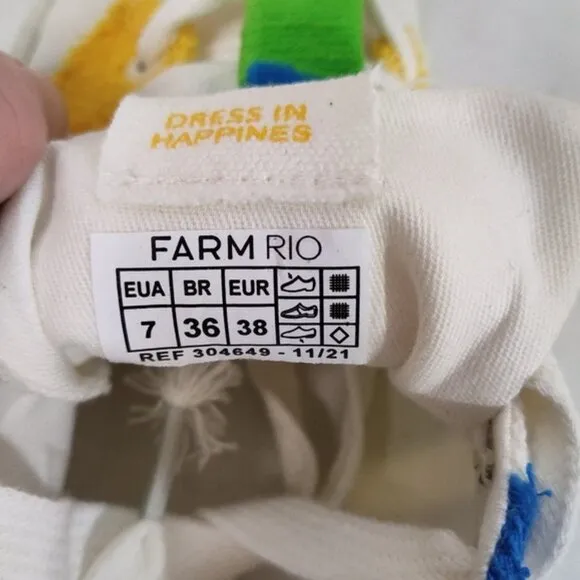 DRESS IN
HAPPINES
FARM RIO
EUA BR EUR
7 36 38
REF 304649 - 11/21